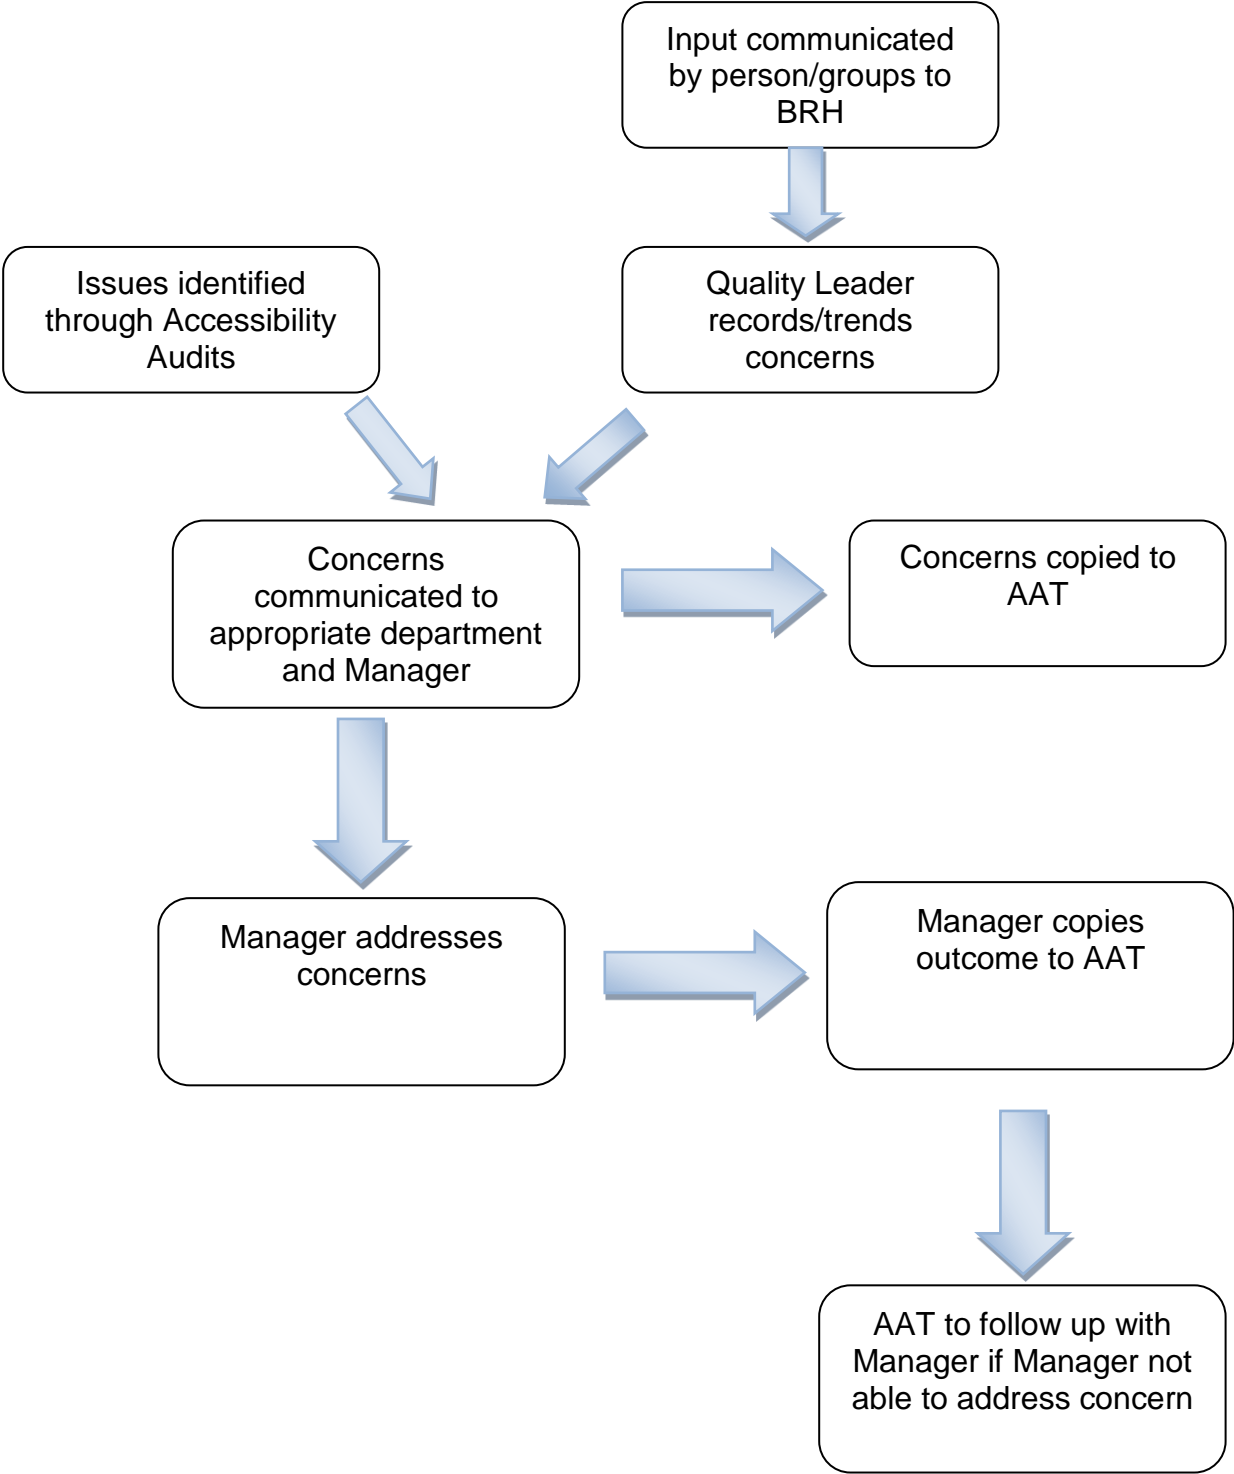 Input communicated
by person/groups to
BRH
Issues identified
through Accessibility
Audits
Quality Leader
records/trends
concerns
Concerns
communicated to
appropriate department
and Manager
Concerns copied to
AAT
Manager addresses
concerns
Manager copies
outcome to AAT
AAT to follow up with
Manager if Manager not
able to address concern